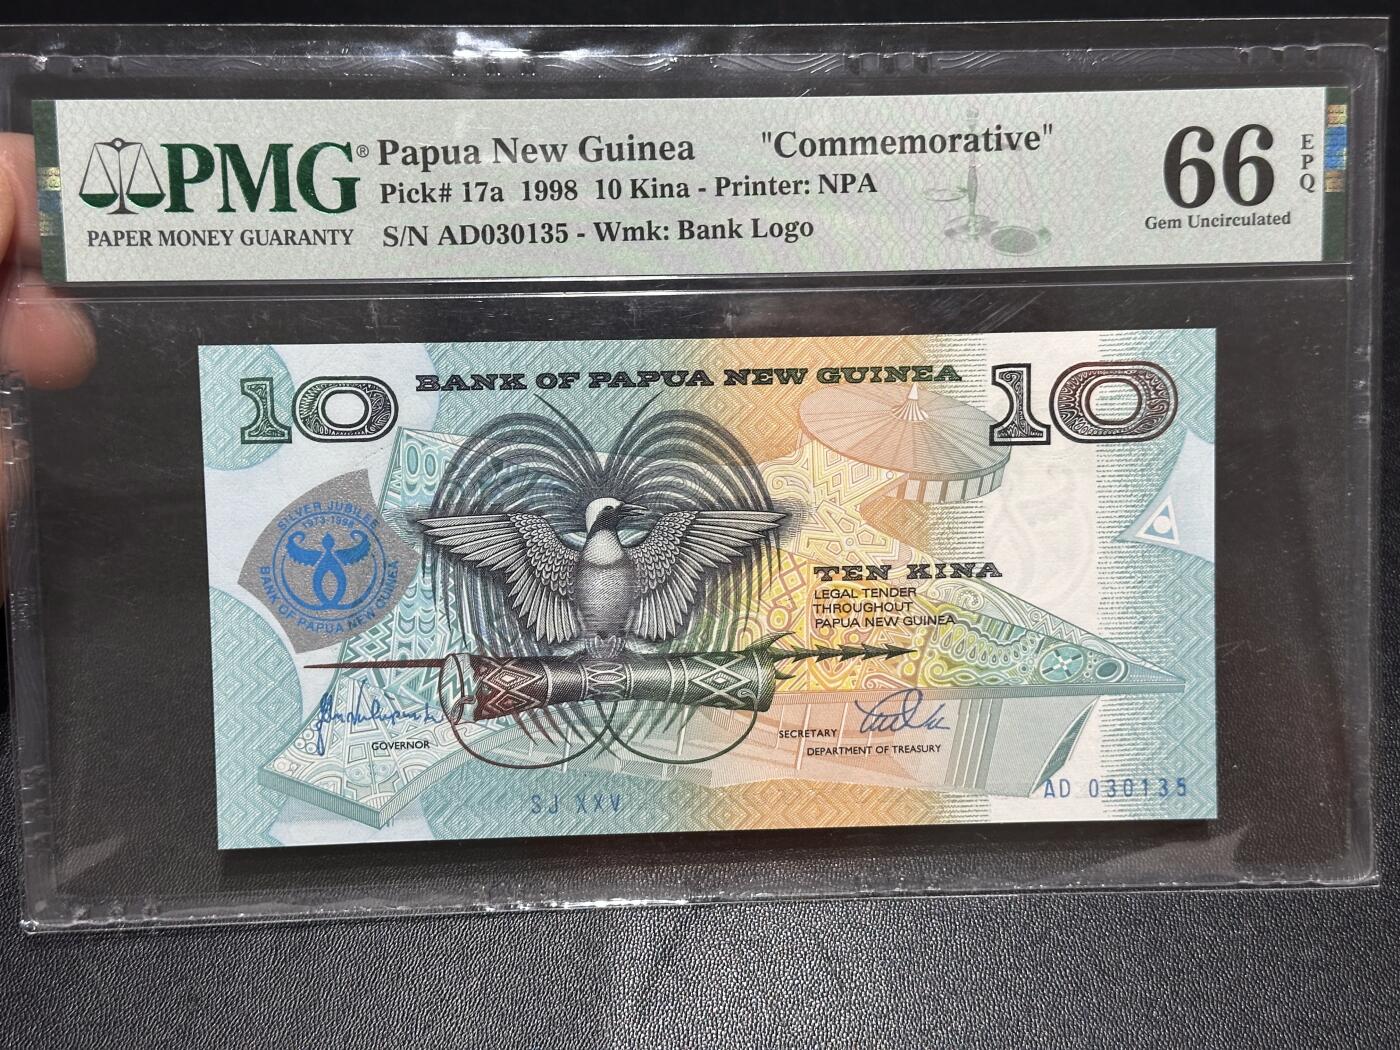 PMG®
PAPER MONEY GUARANTY
Papua New Guinea "Commemorative"
Pick# 17a 1998 10 Kina - Printer: NPA
S/N AD030135 - Wmk: Bank Logo
66
EPQ
Gem Uncirculated
10
BANK OF PAPUA NEW GUINEA
10
SILVER JUBILEE
1973-1998
BANK OF PAPUA NEW GUINEA
TEN KINA
LEGAL TENDER
THROUGHOUT
PAPUA NEW GUINEA
GOVERNOR
SECRETARY
DEPARTMENT OF TREASURY
SJ XXV
AD 030135